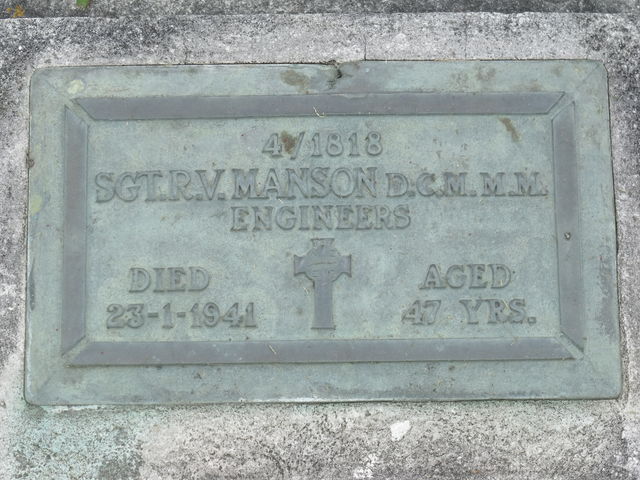 4/1818
SGT. R. V. MANSON D.C.M. M.M.
ENGINEERS
DIED AGED
23-1-1941 47 YRS.